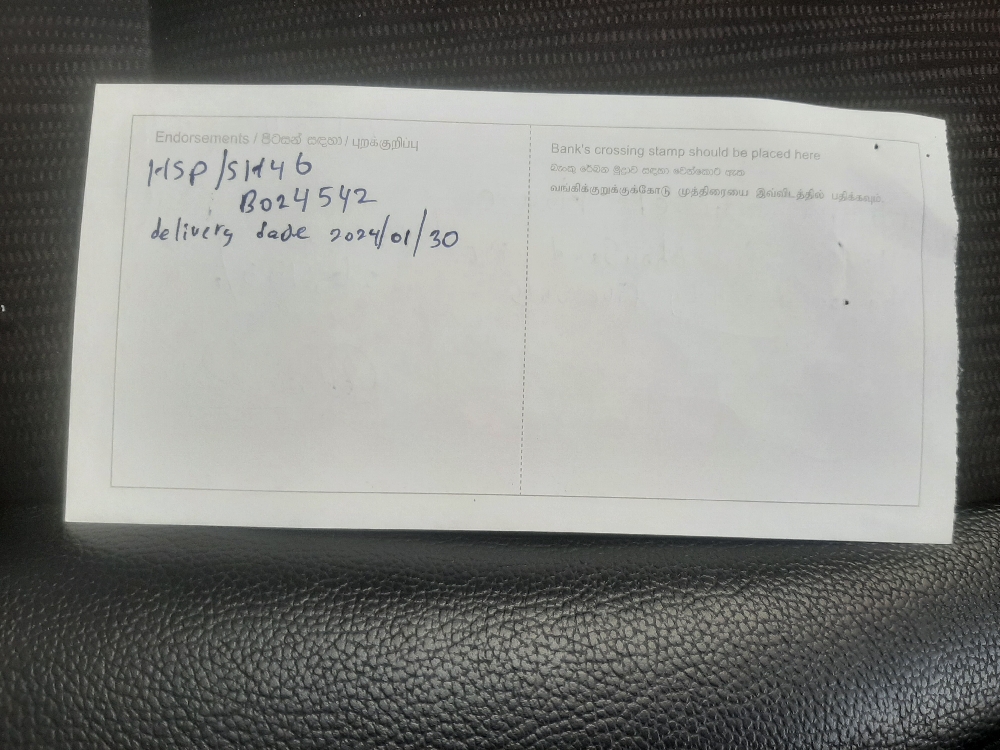 Endorsements / පිටසන් සඳහා / புறக்குறிப்பு
HSP/SH46
B024542
delivery date 2024/01/30
Bank's crossing stamp should be placed here
வங்கிக்குறுக்குக்கோடு முத்திரையை இவ்விடத்தில் பதிக்கவும்